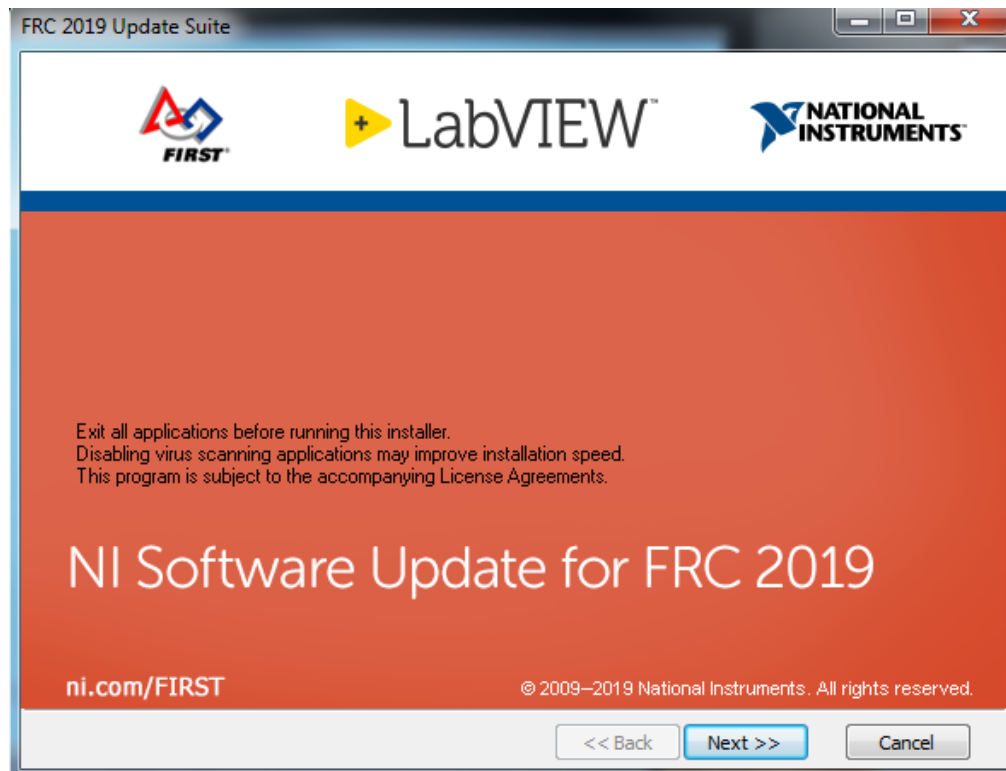 FRC 2019 Update Suite
FIRST®
LabVIEW™
NATIONAL
INSTRUMENTS™
Exit all applications before running this installer.
Disabling virus scanning applications may improve installation speed.
This program is subject to the accompanying License Agreements.
NI Software Update for FRC 2019
ni.com/FIRST
© 2009–2019 National Instruments. All rights reserved.
<< Back
Next >>
Cancel